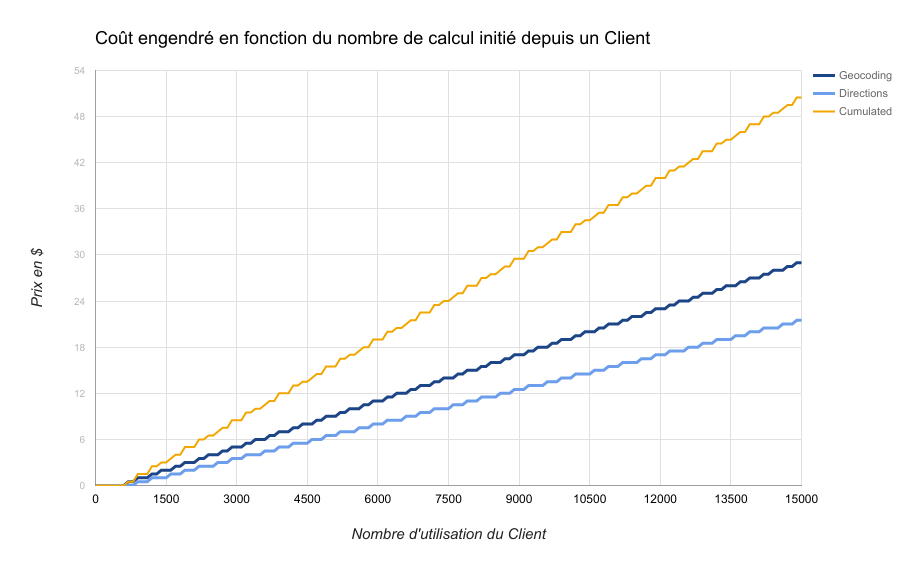 Coût engendré en fonction du nombre de calcul initié depuis un Client
Geocoding
Directions
Cumulated
54
48
42
36
30
24
18
12
6
0
Prix en $
0 1500 3000 4500 6000 7500 9000 10500 12000 13500 15000
Nombre d'utilisation du Client